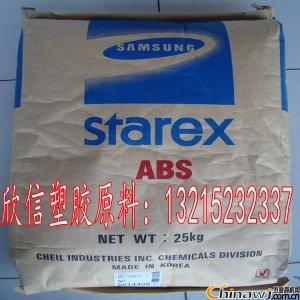 SAMSUNG
starex
ABS
欣信塑胶原料：13215232337
NET WT : 25kg
CHEIL INDUSTRIES INC. CHEMICALS DIVISION
MADE IN KOREA
Chinawj.com